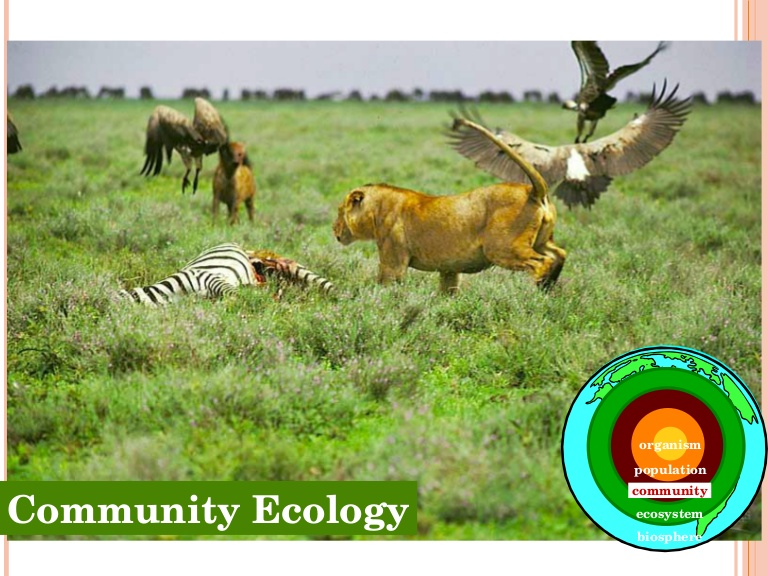 organism
population
community
ecosystem
biosphere
Community Ecology